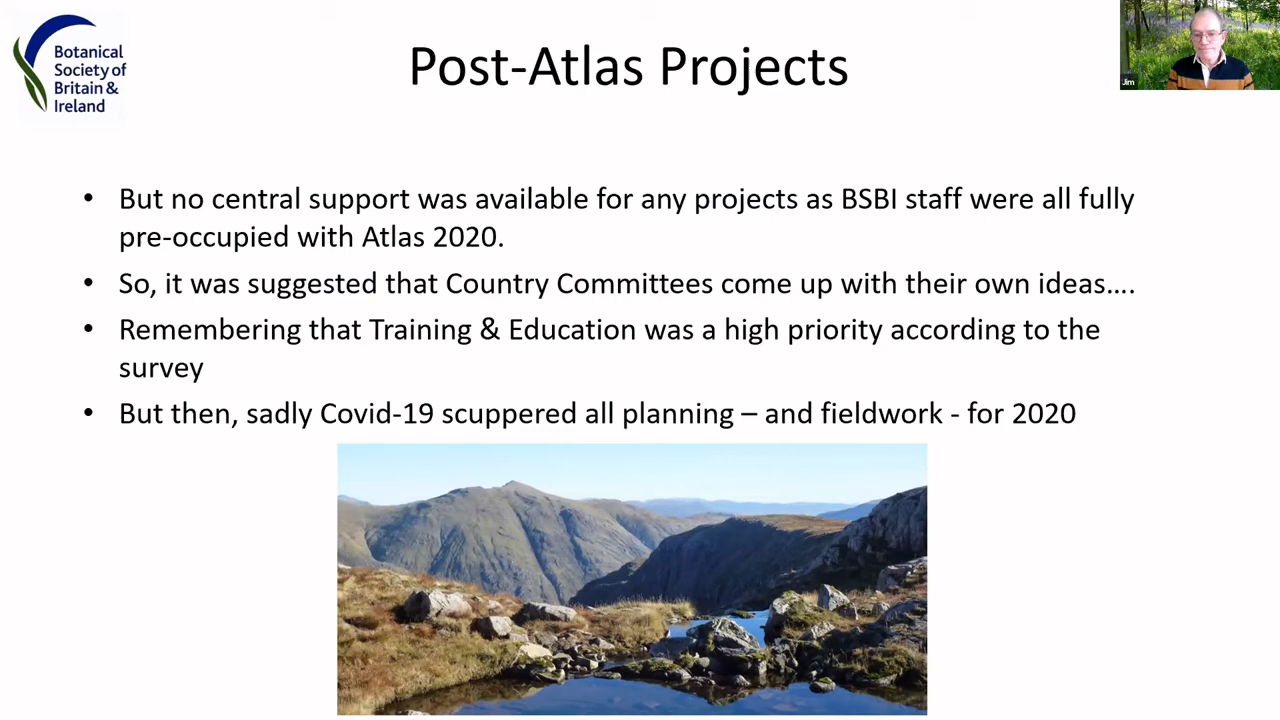 Botanical
Society of
Britain &
Ireland
Post-Atlas Projects
Jim
• But no central support was available for any projects as BSBI staff were all fully
pre-occupied with Atlas 2020.
• So, it was suggested that Country Committees come up with their own ideas….
• Remembering that Training & Education was a high priority according to the
survey
• But then, sadly Covid-19 scuppered all planning – and fieldwork - for 2020